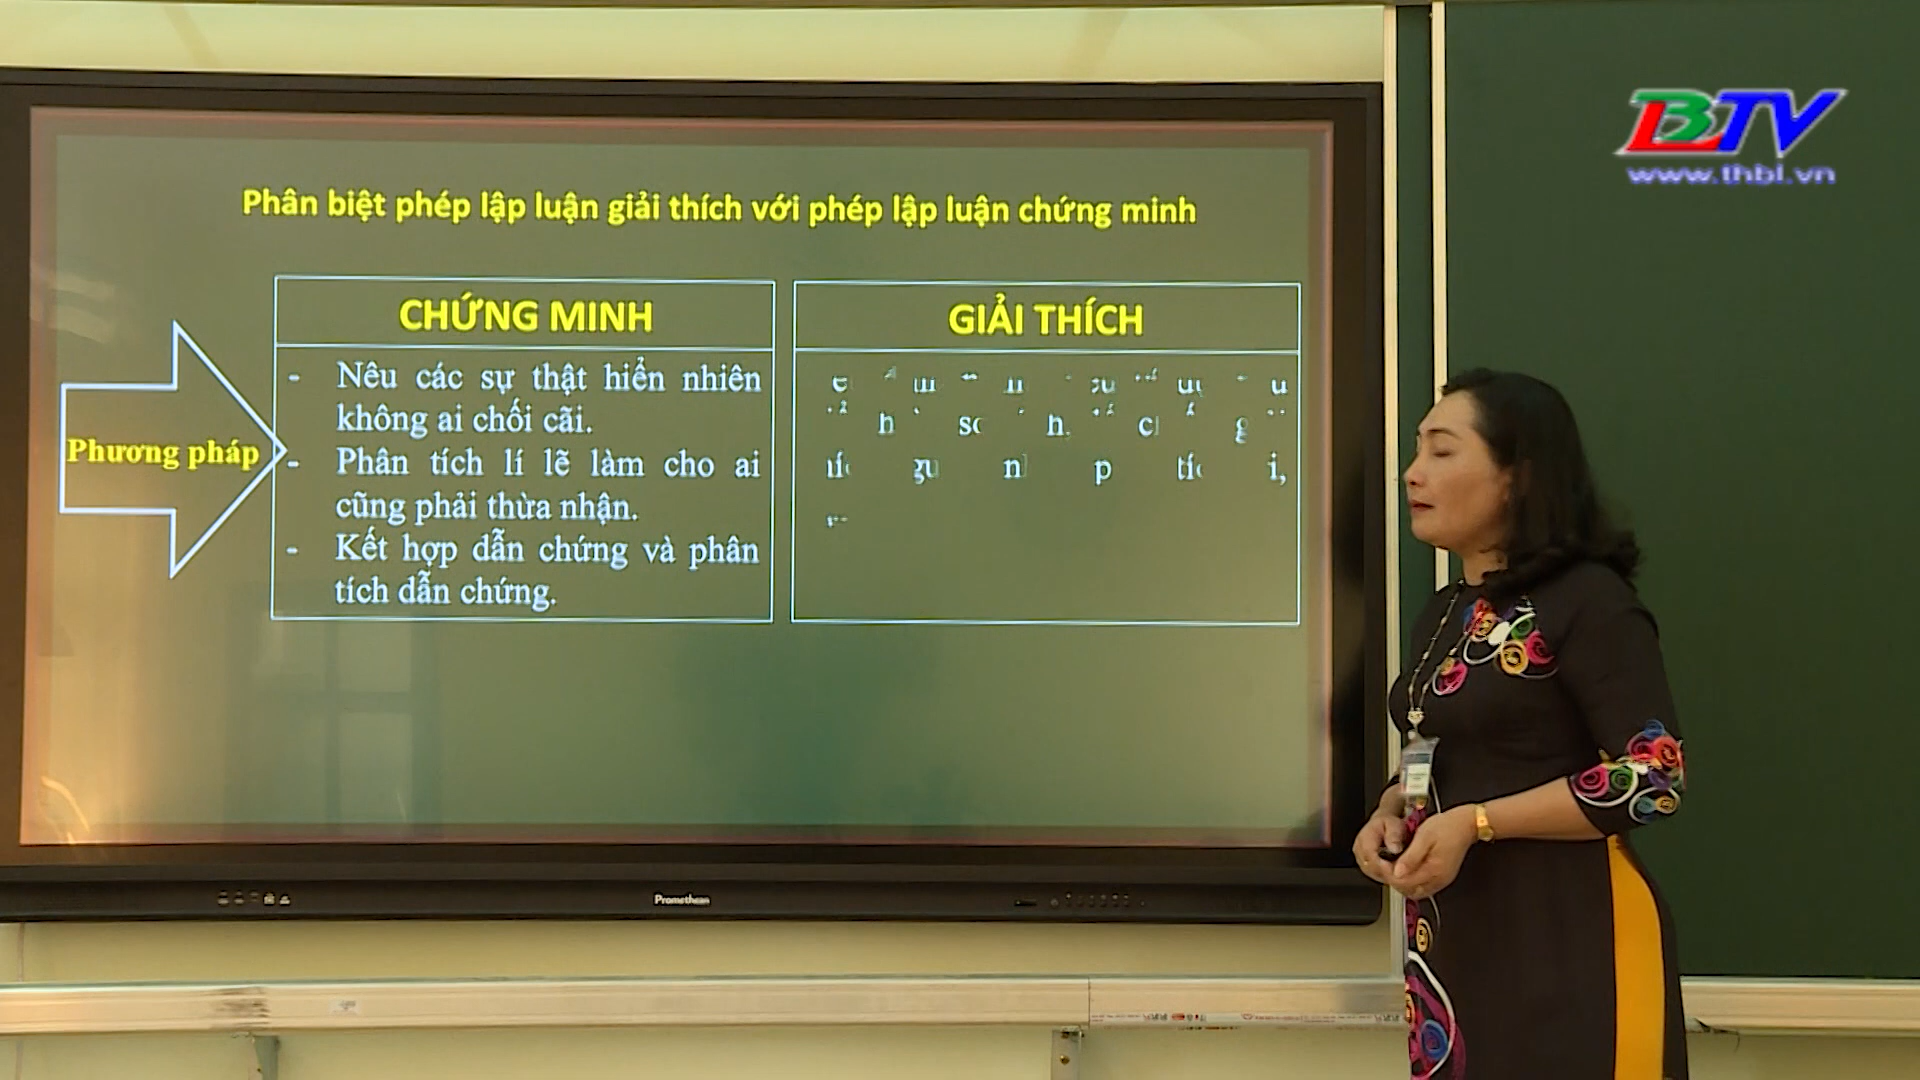 BTV
www.thbl.vn
Phân biệt phép lập luận giải thích với phép lập luận chứng minh
CHỨNG MINH
GIẢI THÍCH
Phương pháp
- Nêu các sự thật hiển nhiên
không ai chối cãi.
- Phân tích lí lẽ làm cho ai
cũng phải thừa nhận.
- Kết hợp dẫn chứng và phân
tích dẫn chứng.
Promethean